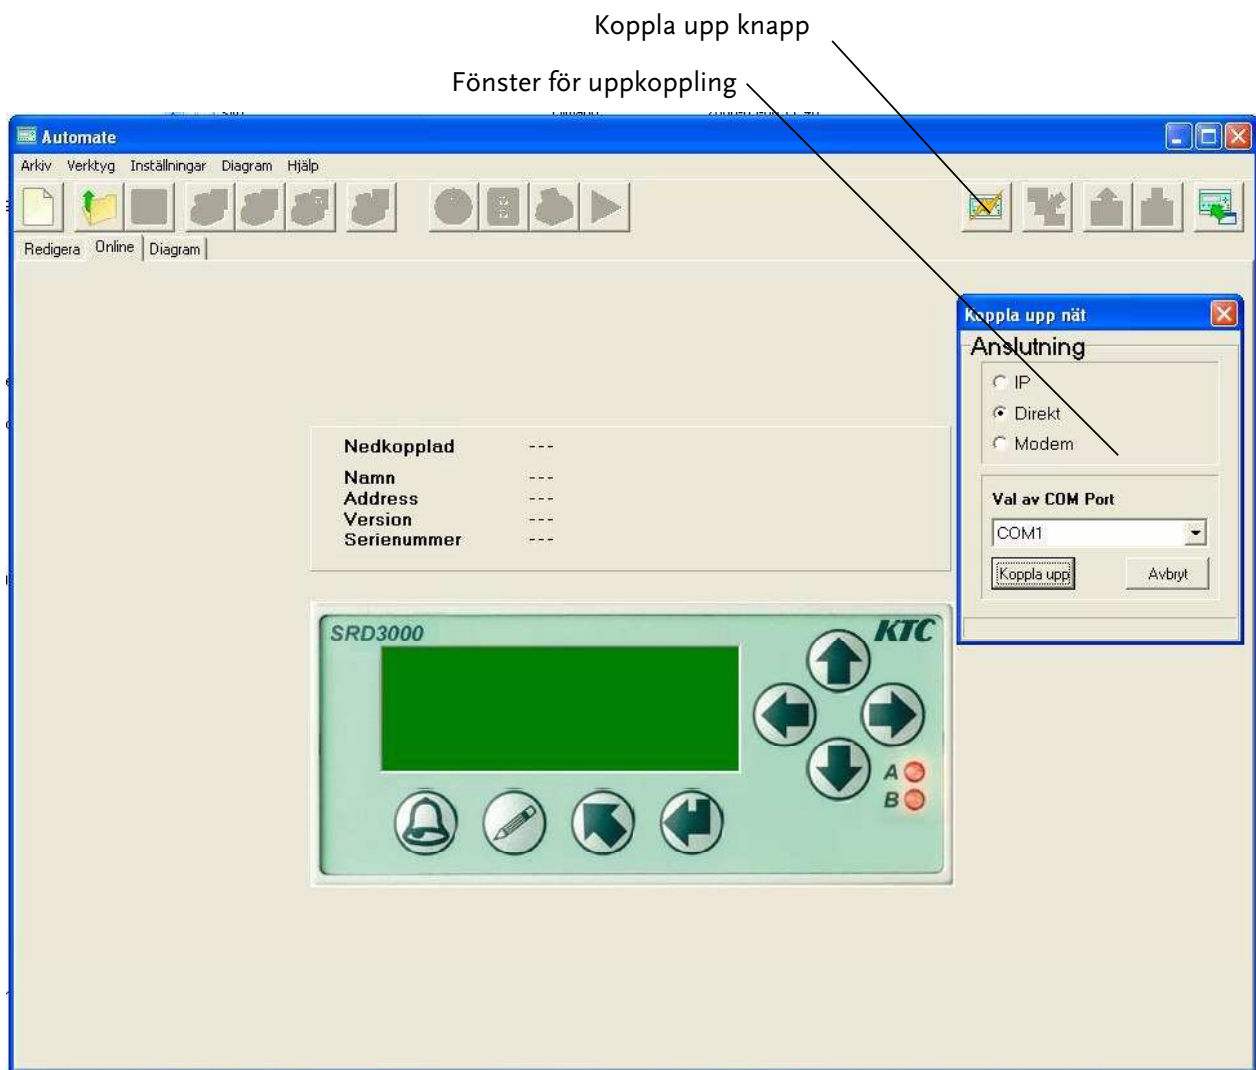 Koppla upp knapp
Fönster för uppkoppling
Automate
Arkiv Verktyg Inställningar Diagram Hjälp
Redigera Online Diagram
Koppla upp nät
Anslutning
IP
Direkt
Modem
Nedkopplad ---
Namn ---
Address ---
Version ---
Serienummer ---
Val av COM Port
COM1
Koppla upp Avbryt
SRD3000 KTC
A
B